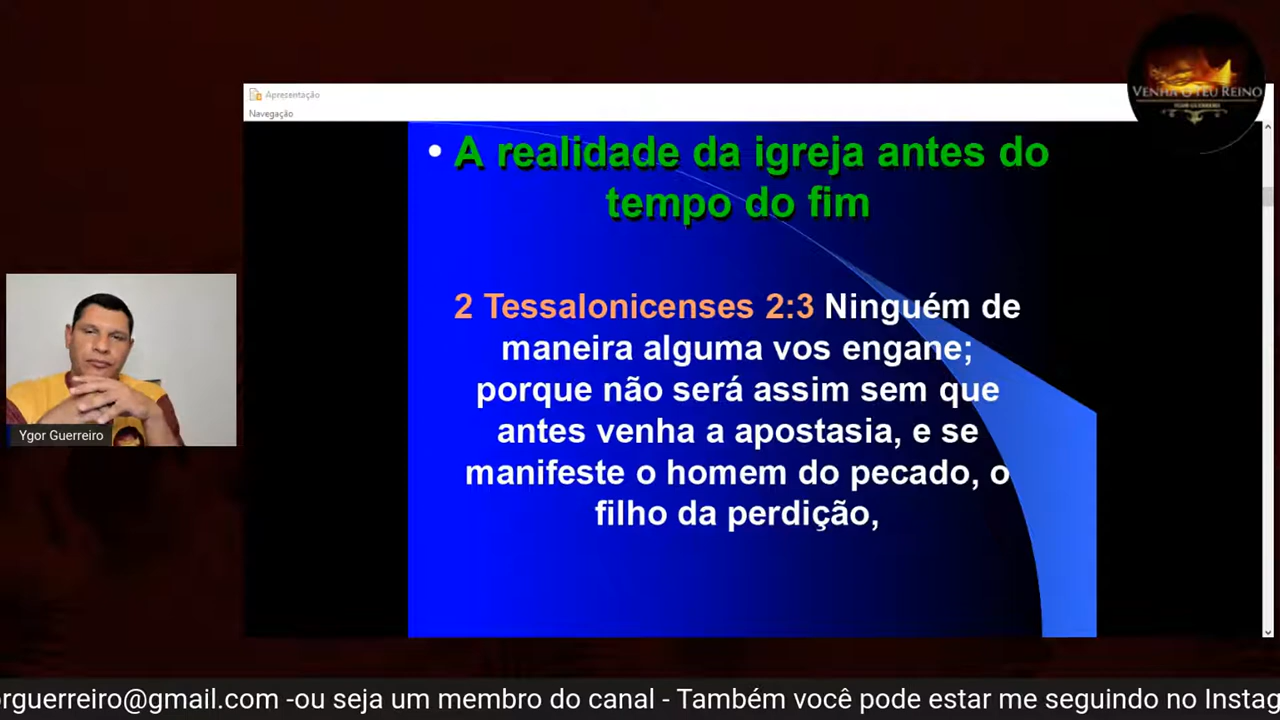 VENHA O TEU REINO
YGOR GUERREIRO
Apresentação
Navegação
• A realidade da igreja antes do
tempo do fim
2 Tessalonicenses 2:3 Ninguém de
maneira alguma vos engane;
porque não será assim sem que
antes venha a apostasia, e se
manifeste o homem do pecado, o
filho da perdição,
Ygor Guerreiro
orguerreiro@gmail.com -ou seja um membro do canal - Também você pode estar me seguindo no Instag